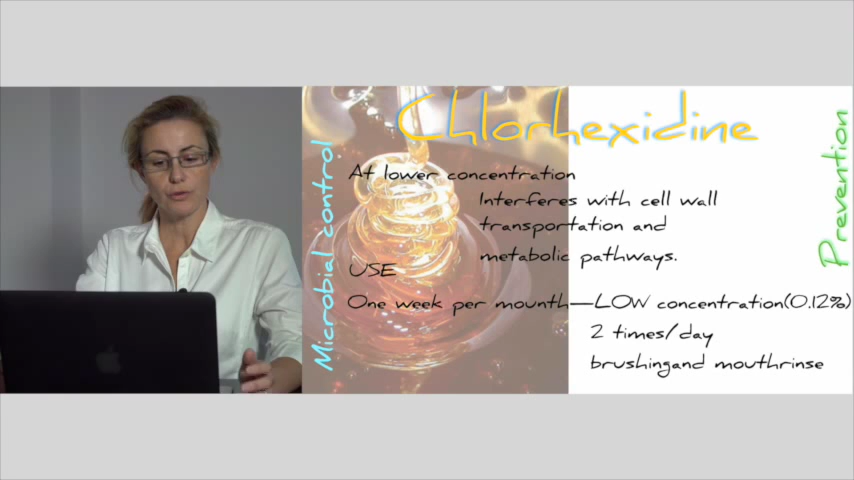 Chlorhexidine
Microbial control
Prevention
At lower concentration
Interferes with cell wall
transportation and
metabolic pathways.
USE
One week per mounth—LOW concentration(0.12%)
2 times/day
brushingand mouthrinse